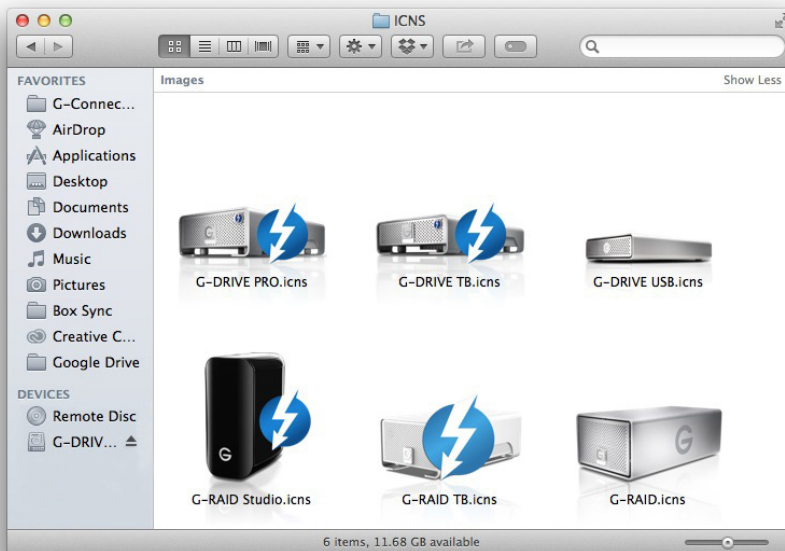 ICNS
FAVORITES
G-Connec...
AirDrop
Applications
Desktop
Documents
Downloads
Music
Pictures
Box Sync
Creative C...
Google Drive
DEVICES
Remote Disc
G-DRIV...
Images
Show Less
G-DRIVE PRO.icns
G-DRIVE TB.icns
G-DRIVE USB.icns
G-RAID Studio.icns
G-RAID TB.icns
G-RAID.icns
6 items, 11.68 GB available